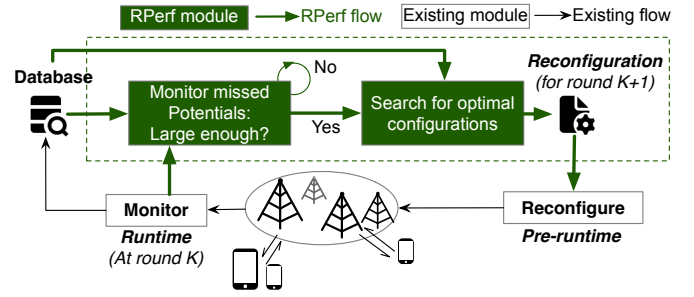 RPerf module
RPerf flow
Existing module
Existing flow
Database
No
Reconfiguration
(for round K+1)
Monitor missed
Potentials:
Large enough?
Yes
Search for optimal
configurations
Monitor
Reconfigure
Runtime
(At round K)
Pre-runtime